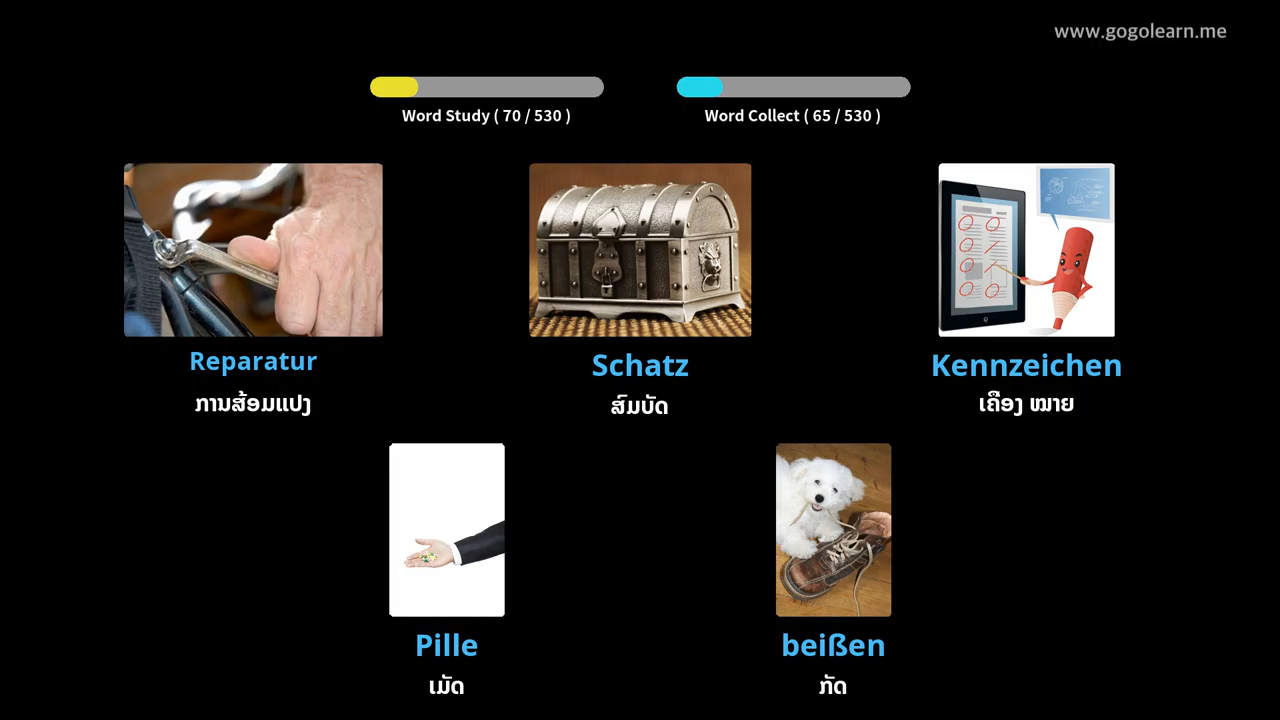 www.gogolearn.me
Word Study ( 70 / 530 )
Word Collect ( 65 / 530 )
Reparatur
ການສ້ອມແປງ
Schatz
ສົມບັດ
Kennzeichen
ເຄືອງ ໝາຍ
Pille
ເມັດ
beißen
ກັດ